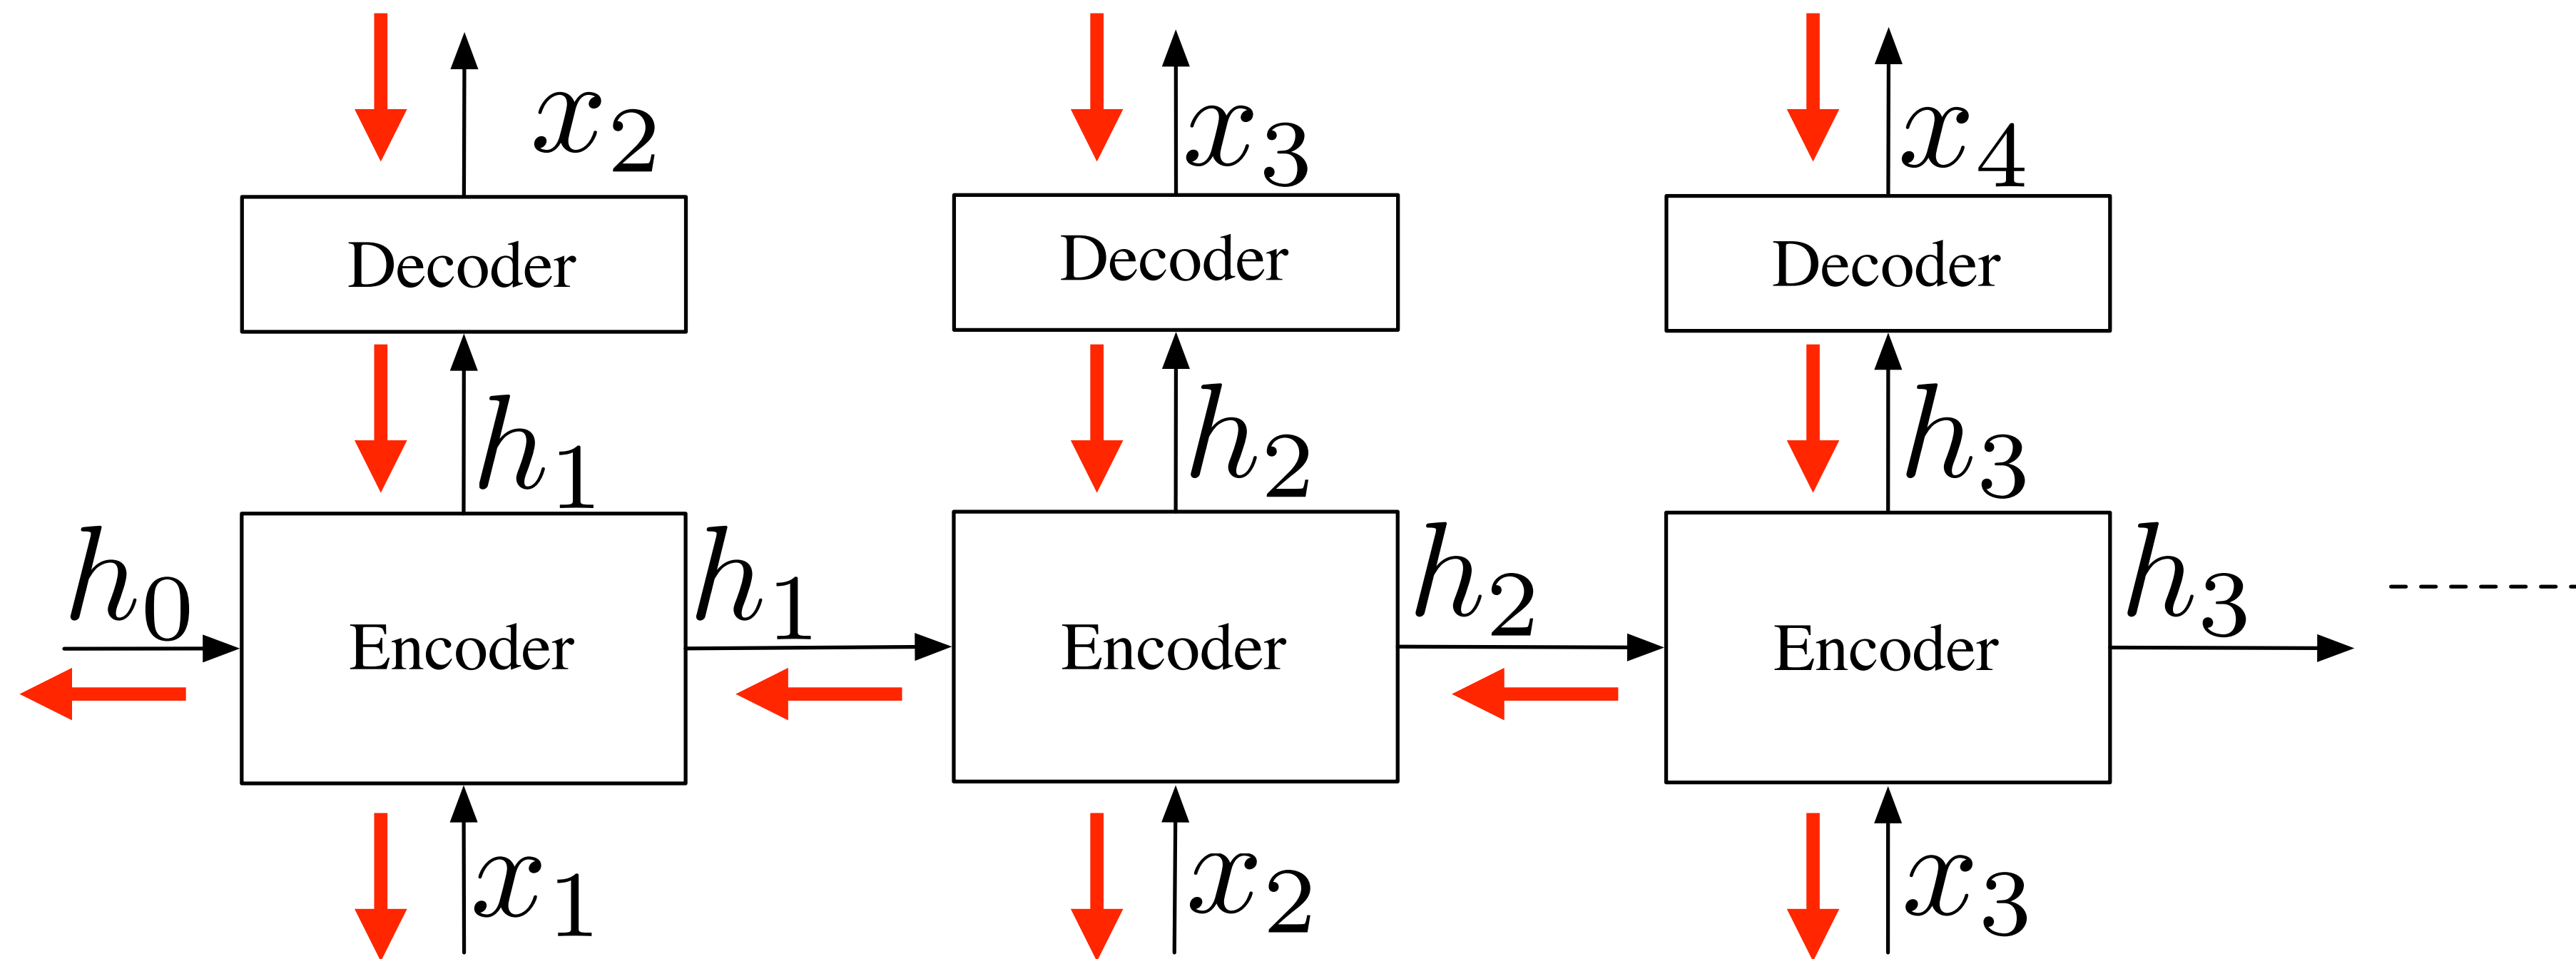 x₂ x₃ x₄
Decoder Decoder Decoder
h₁ h₂ h₃
h₀ h₁ h₂ h₃
Encoder Encoder Encoder
x₁ x₂ x₃